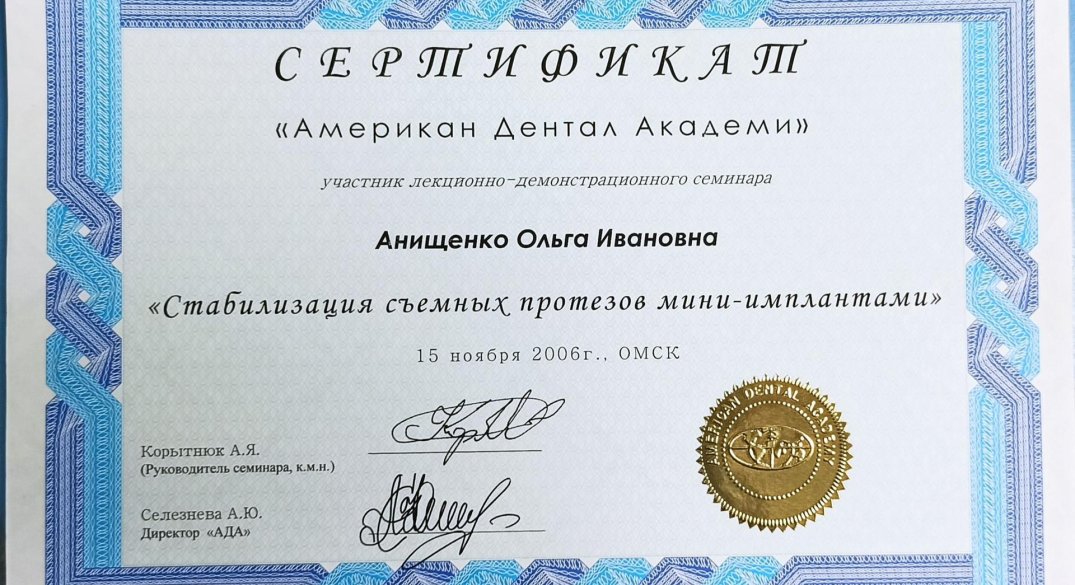 СЕРТИФИКАТ
«Американ Дентал Академи»
участник лекционно-демонстрационного семинара
Анищенко Ольга Ивановна
«Стабилизация съемных протезов мини-имплантами»
15 ноября 2006г., ОМСК
Корытнюк А.Я.
(Руководитель семинара, к.м.н.)
Селезнева А.Ю.
Директор «АДА»
AMERICAN DENTAL ACADEMY